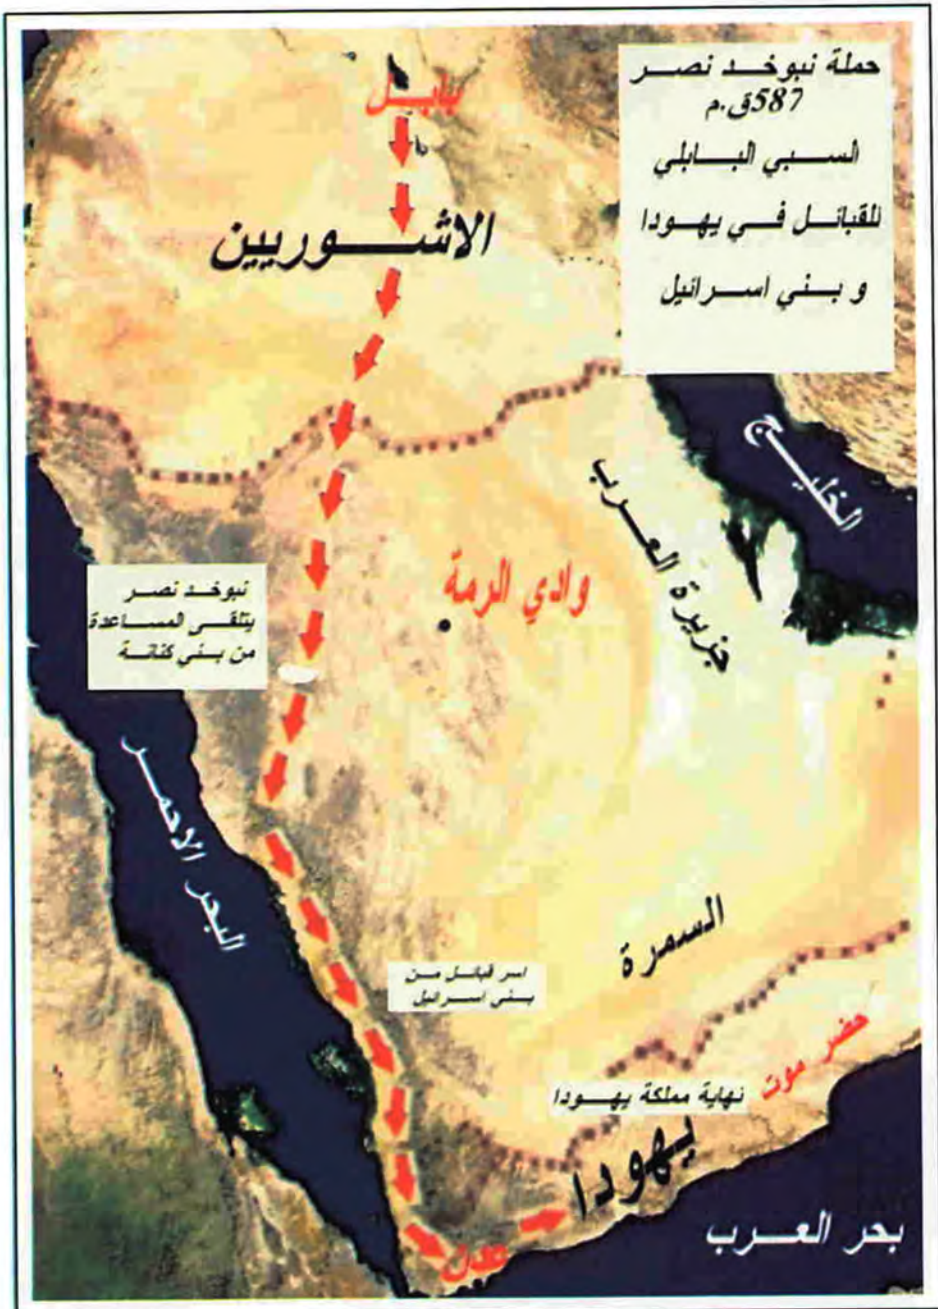 حملة نبوخد نصر
587ق.م
السبي البابلي
للقبائل في يهودا
و بني اسرائيل
بابل
الاشوريين
الخليج
جزيرة العرب
وادي الرمة
نبوخد نصر
يتلقى المساعدة
من بني كنانة
البحر الاحمر
السمرة
اسر قبائل من
بني اسرائيل
حضر موت
نهاية مملكة يهودا
يهودا
عدن
بحر العرب